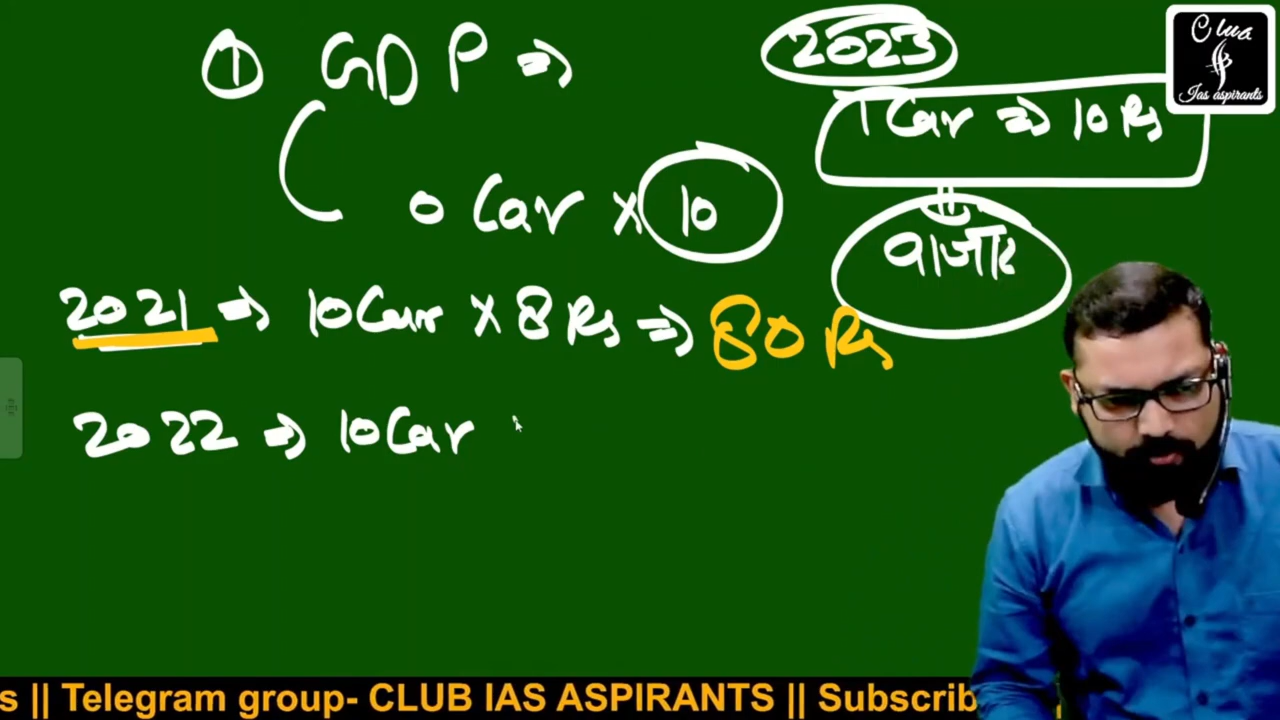 ① GDP ⇒
2023
1 Car ⇒ 10 Rs
0 Car × 10
बाजार
2021 ⇒ 10 Car × 8 Rs ⇒ 80 Rs
2022 ⇒ 10 Car
Clua
Ias aspirants
s || Telegram group- CLUB IAS ASPIRANTS || Subscrib